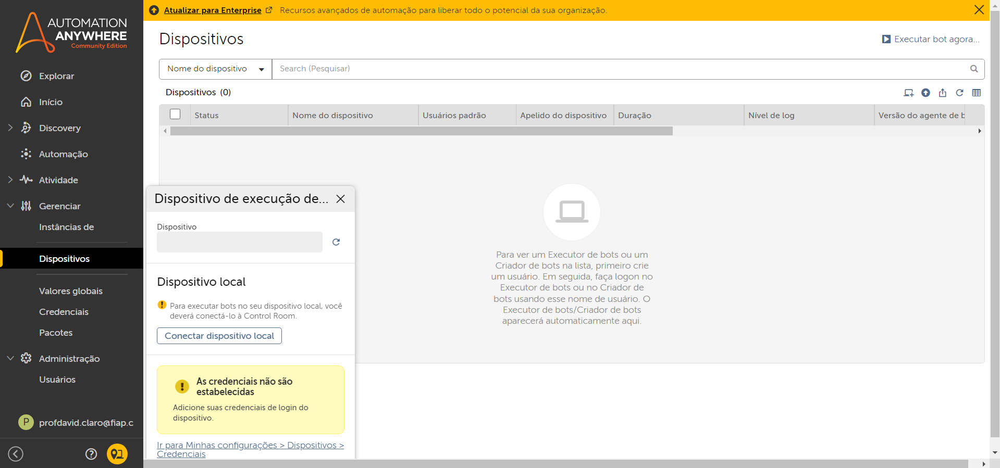 AUTOMATION
ANYWHERE
Community Edition
Explorar
Início
Discovery
Automação
Atividade
Gerenciar
Instâncias de
Dispositivos
Valores globais
Credenciais
Pacotes
Administração
Usuários
P profdavid.claro@fiap.c
Atualizar para Enterprise Recursos avançados de automação para liberar todo o potencial da sua organização.
Dispositivos
Executar bot agora...
Nome do dispositivo Search (Pesquisar)
Dispositivos (0)
Status Nome do dispositivo Usuários padrão Apelido do dispositivo Duração Nível de log Versão do agente de b
Para ver um Executor de bots ou um
Criador de bots na lista, primeiro crie
um usuário. Em seguida, faça logon no
Executor de bots ou no Criador de
bots usando esse nome de usuário. O
Executor de bots/Criador de bots
aparecerá automaticamente aqui.
Dispositivo de execução de...
Dispositivo
Dispositivo local
Para executar bots no seu dispositivo local, você
deverá conectá-lo à Control Room.
Conectar dispositivo local
As credenciais não são
estabelecidas
Adicione suas credenciais de login do
dispositivo.
Ir para Minhas configurações > Dispositivos >
Credenciais